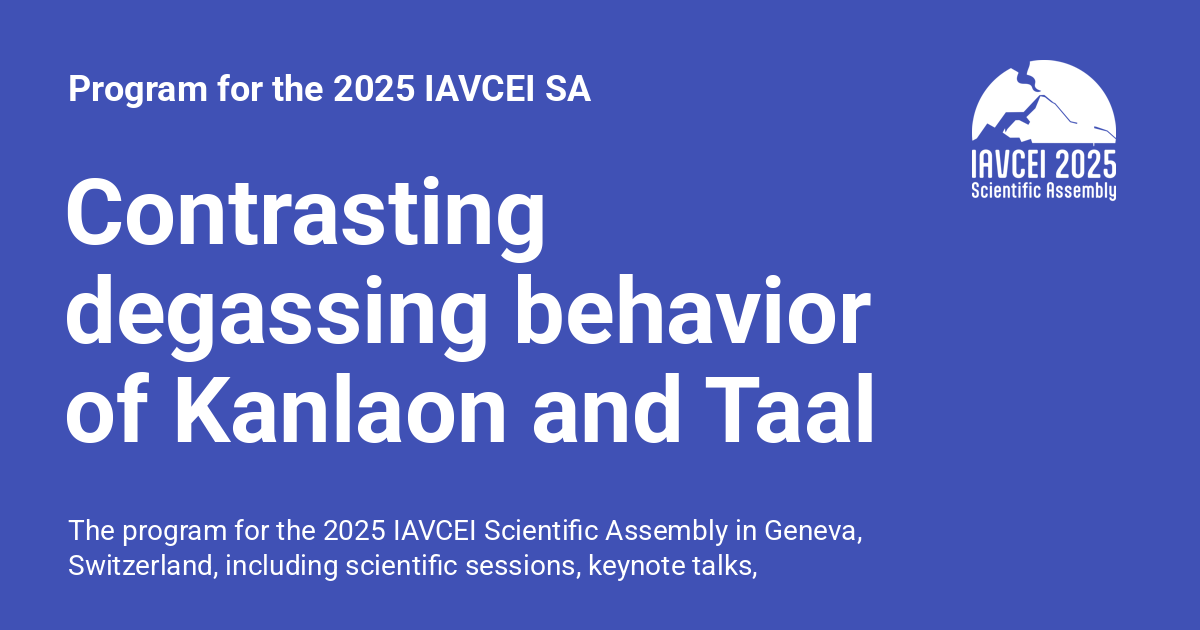 Program for the 2025 IAVCEI SA
IAVCEI 2025
Scientific Assembly
Contrasting
degassing behavior
of Kanlaon and Taal
The program for the 2025 IAVCEI Scientific Assembly in Geneva,
Switzerland, including scientific sessions, keynote talks,